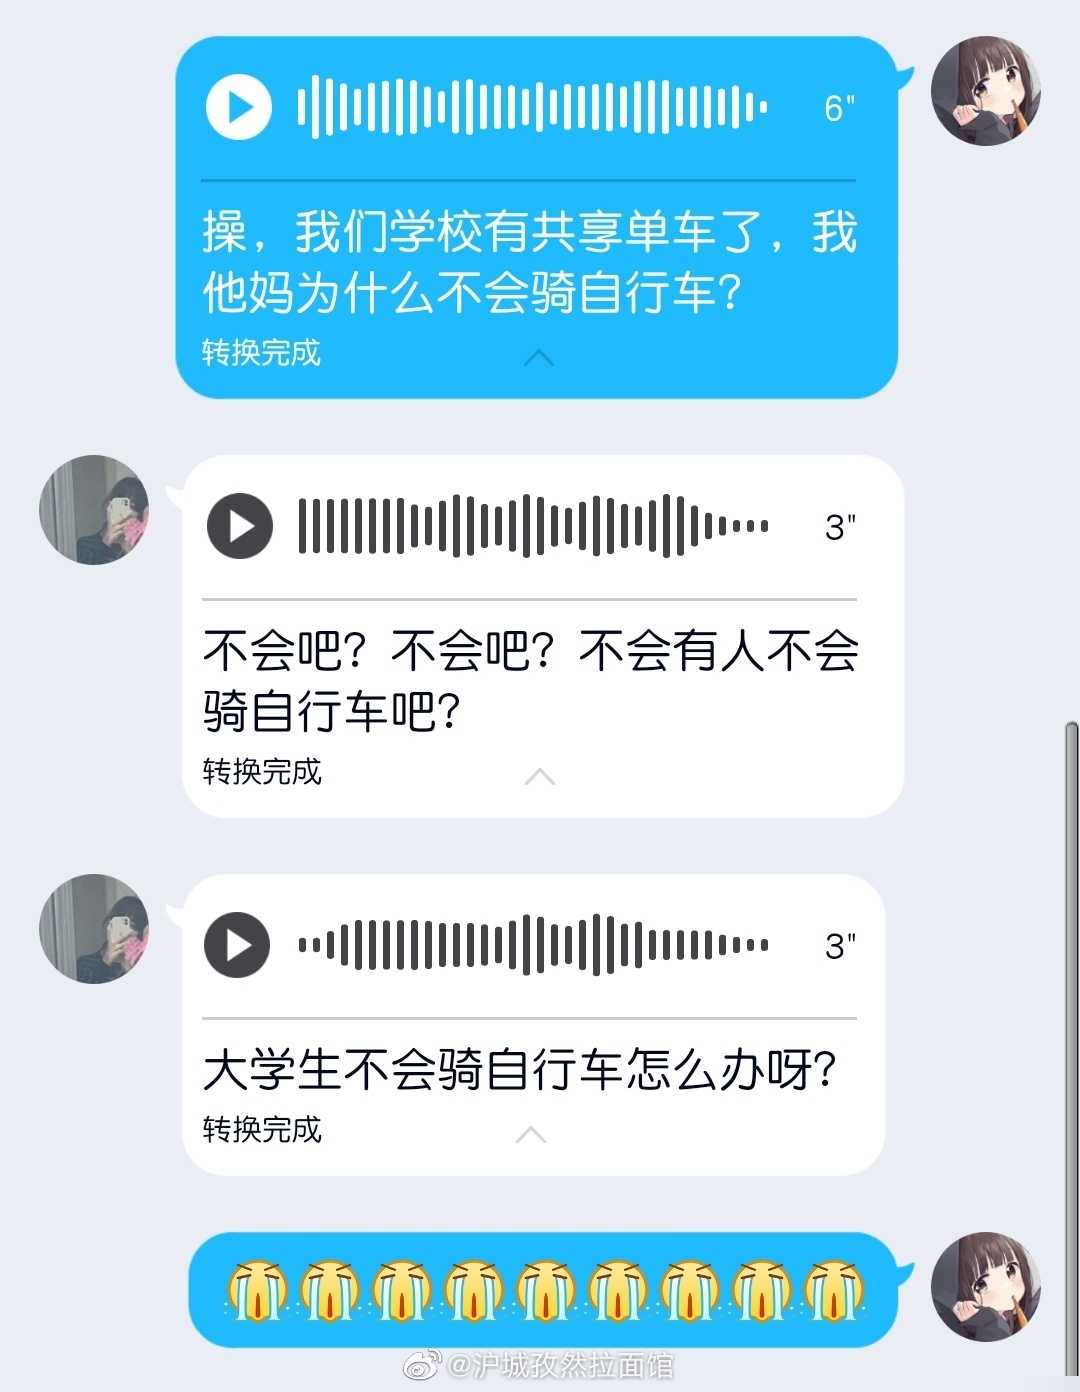 6"
操，我们学校有共享单车了，我
他妈为什么不会骑自行车？
转换完成
3"
不会吧？不会吧？不会有人不会
骑自行车吧？
转换完成
3"
大学生不会骑自行车怎么办呀？
转换完成
@沪城孜然拉面馆